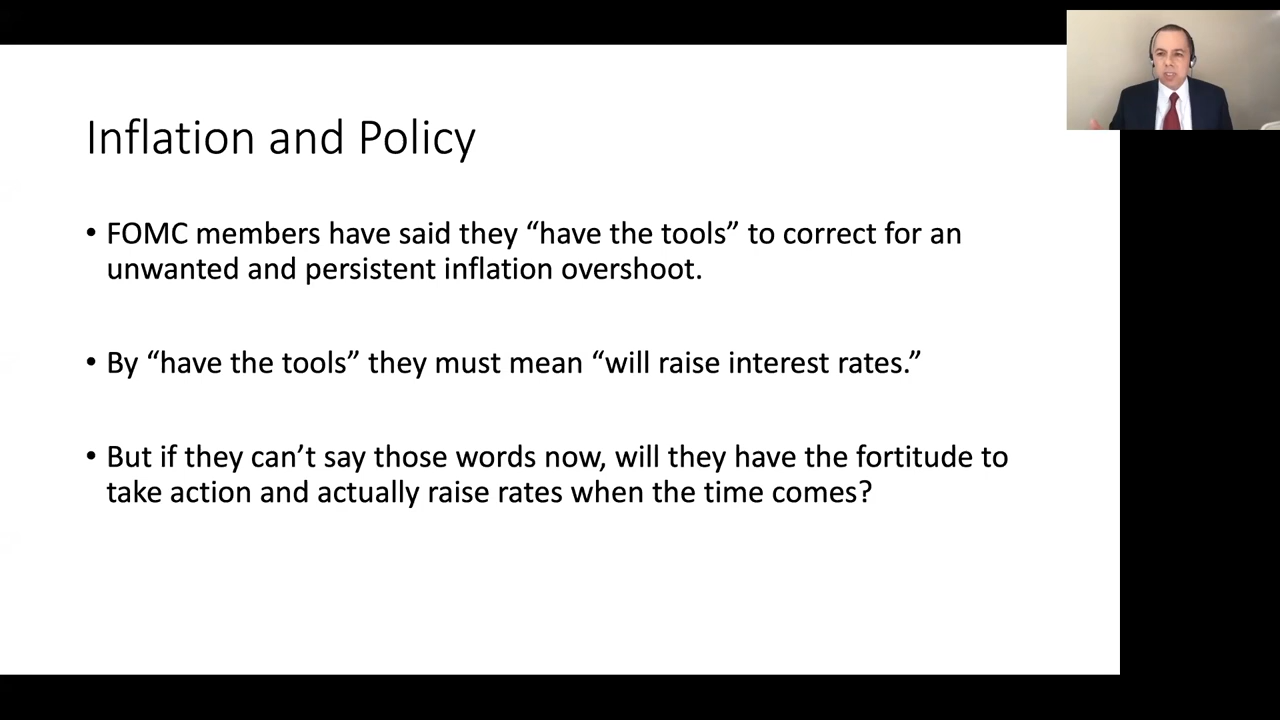 Inflation and Policy
• FOMC members have said they “have the tools” to correct for an
unwanted and persistent inflation overshoot.
• By “have the tools” they must mean “will raise interest rates.”
• But if they can’t say those words now, will they have the fortitude to
take action and actually raise rates when the time comes?